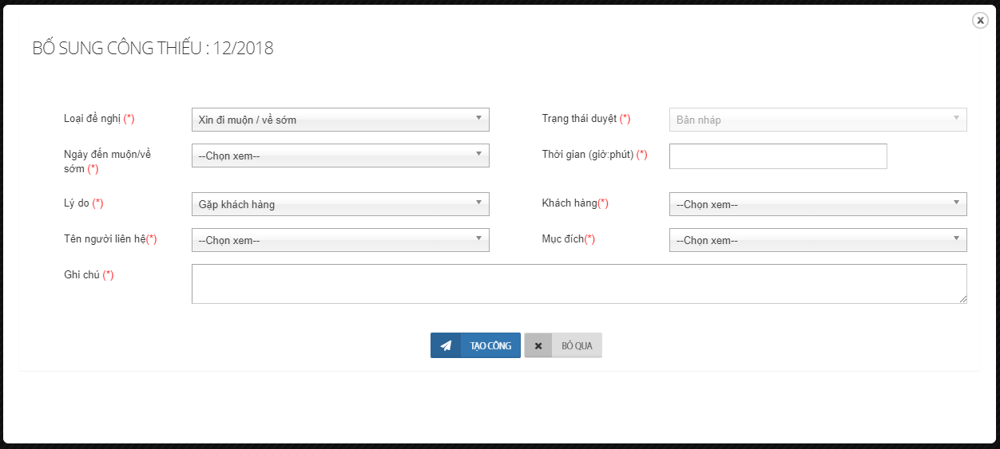 BỔ SUNG CÔNG THIẾU : 12/2018
Loại đề nghị (*)
Xin đi muộn / về sớm
Trạng thái duyệt (*)
Bản nháp
Ngày đến muộn/về
sớm (*)
--Chọn xem--
Thời gian (giờ:phút) (*)
Lý do (*)
Gặp khách hàng
Khách hàng(*)
--Chọn xem--
Tên người liên hệ(*)
--Chọn xem--
Mục đích(*)
--Chọn xem--
Ghi chú (*)
TẠO CÔNG
BỎ QUA